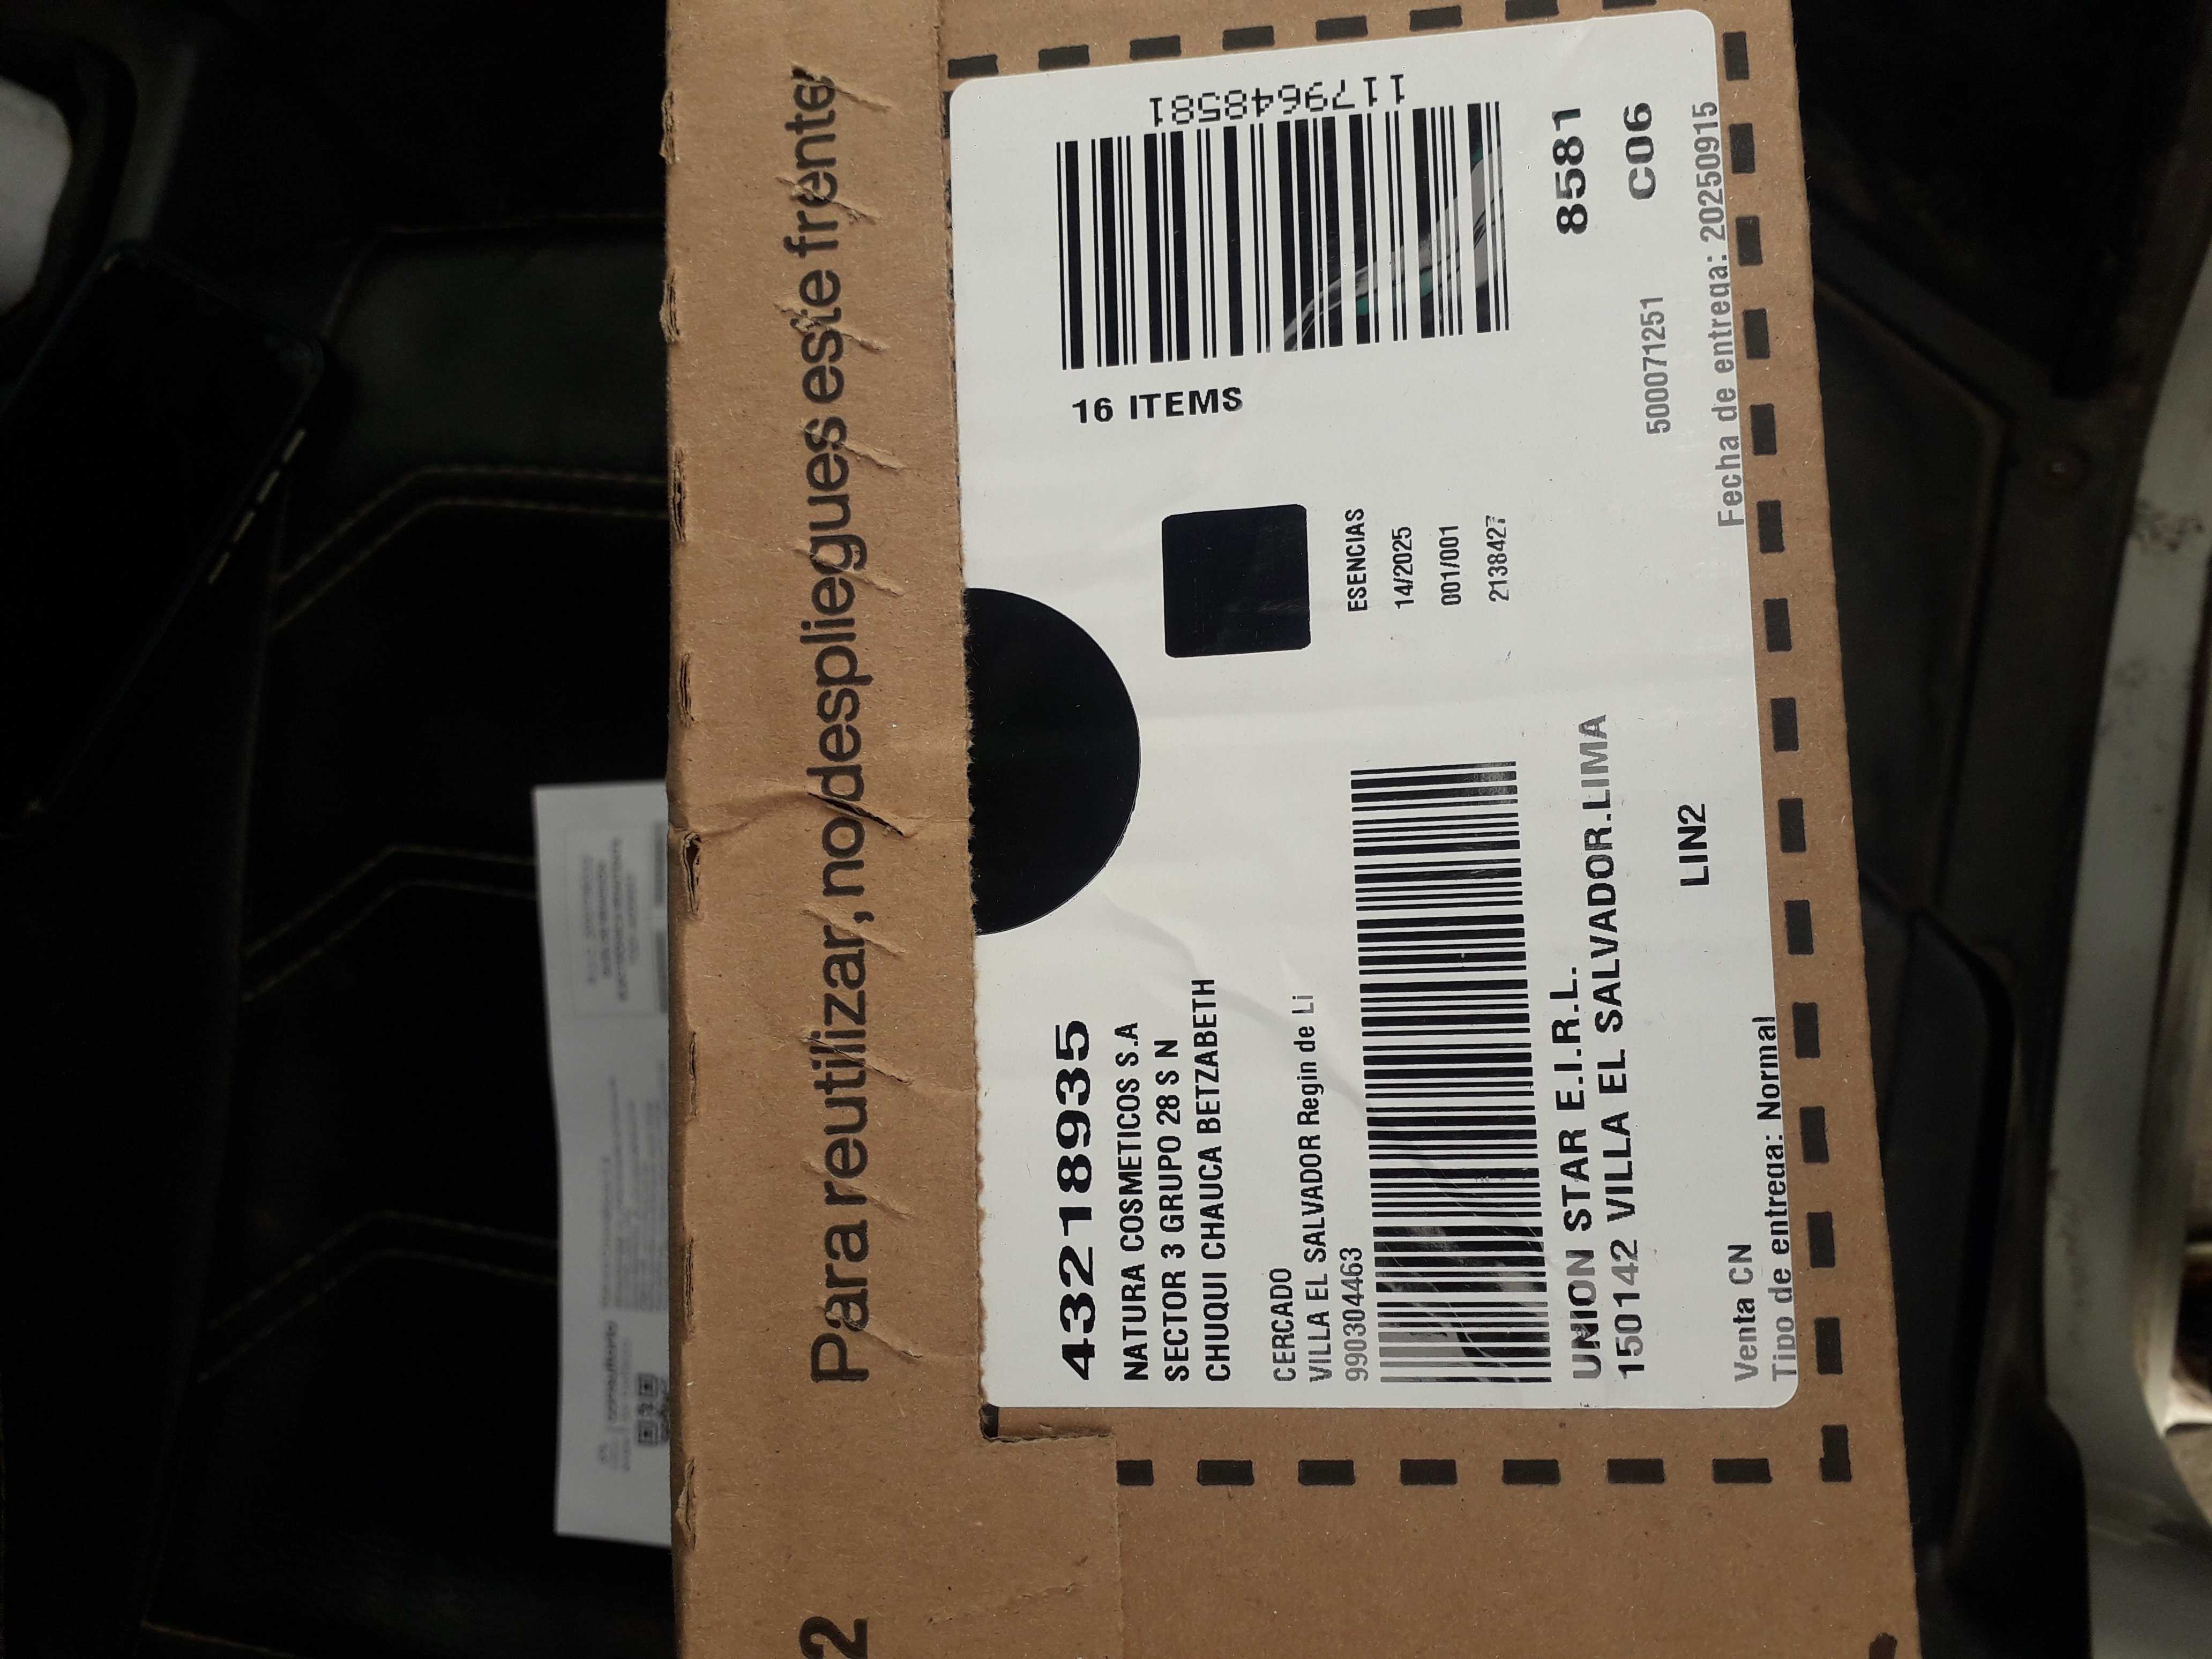 Para reutilizar, no despliegues este frente
2
43218935
NATURA COSMETICOS S.A
SECTOR 3 GRUPO 28 S N
CHUQUI CHAUCA BETZABETH
CERCADO
VILLA EL SALVADOR Regin de Li
990304463
UNION STAR E.I.R.L.
150142 VILLA EL SALVADOR.LIMA
LIN2
Venta CN
Tipo de entrega: Normal
ESENCIAS
14/2025
001/001
2138427
16 ITEMS
1179648581
8581
C06
500071251
Fecha de entrega: 20250915